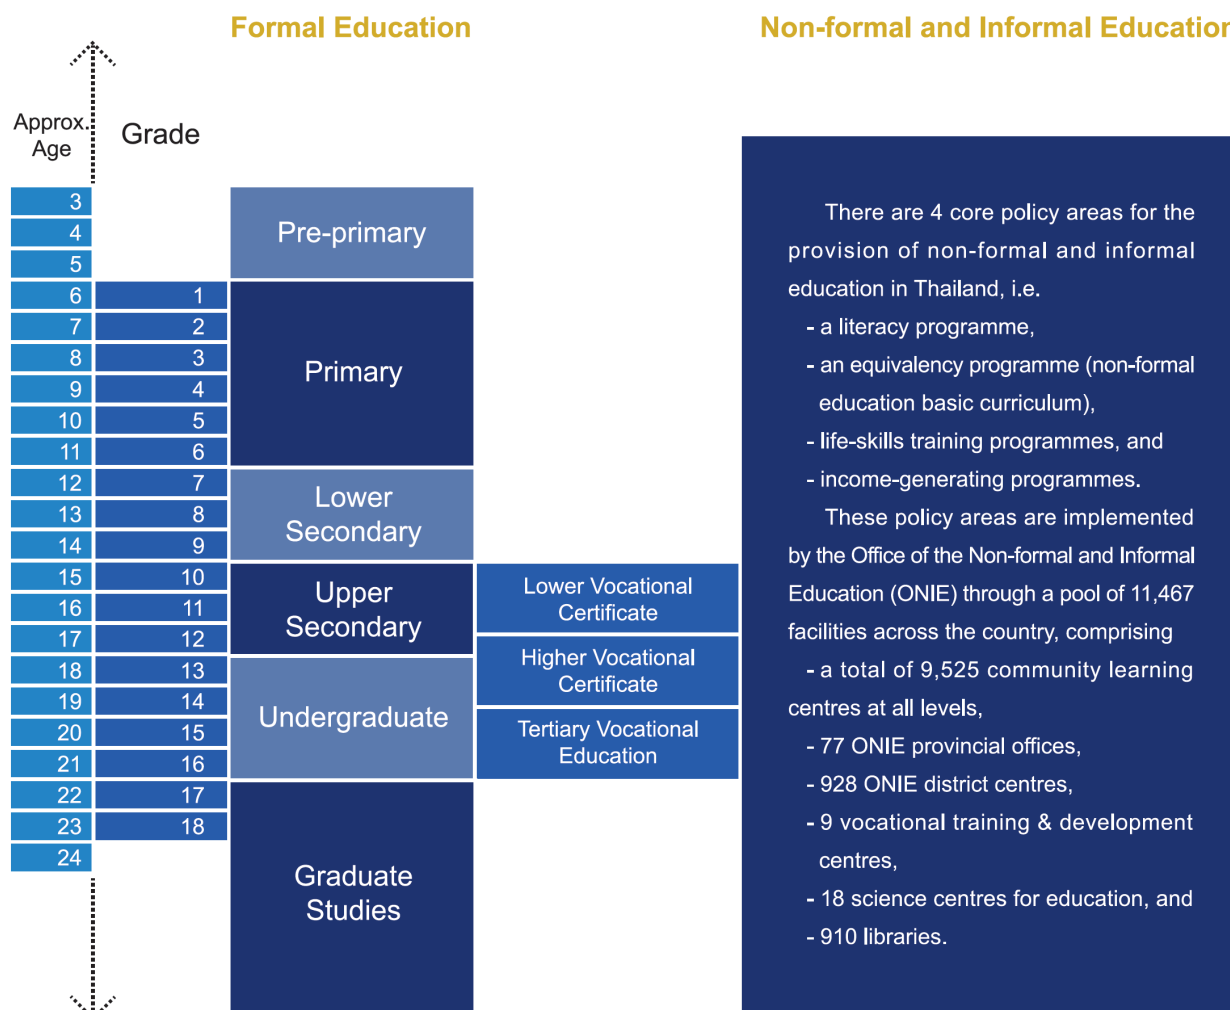 Formal Education
Non-formal and Informal Education
Approx.
Age
Grade
3
4
5
6 1
7 2
8 3
9 4
10 5
11 6
12 7
13 8
14 9
15 10
16 11
17 12
18 13
19 14
20 15
21 16
22 17
23 18
24
Pre-primary
Primary
Lower
Secondary
Upper
Secondary
Undergraduate
Graduate
Studies
Lower Vocational
Certificate
Higher Vocational
Certificate
Tertiary Vocational
Education
There are 4 core policy areas for the
provision of non-formal and informal
education in Thailand, i.e.
- a literacy programme,
- an equivalency programme (non-formal
education basic curriculum),
- life-skills training programmes, and
- income-generating programmes.
These policy areas are implemented
by the Office of the Non-formal and Informal
Education (ONIE) through a pool of 11,467
facilities across the country, comprising
- a total of 9,525 community learning
centres at all levels,
- 77 ONIE provincial offices,
- 928 ONIE district centres,
- 9 vocational training & development
centres,
- 18 science centres for education, and
- 910 libraries.